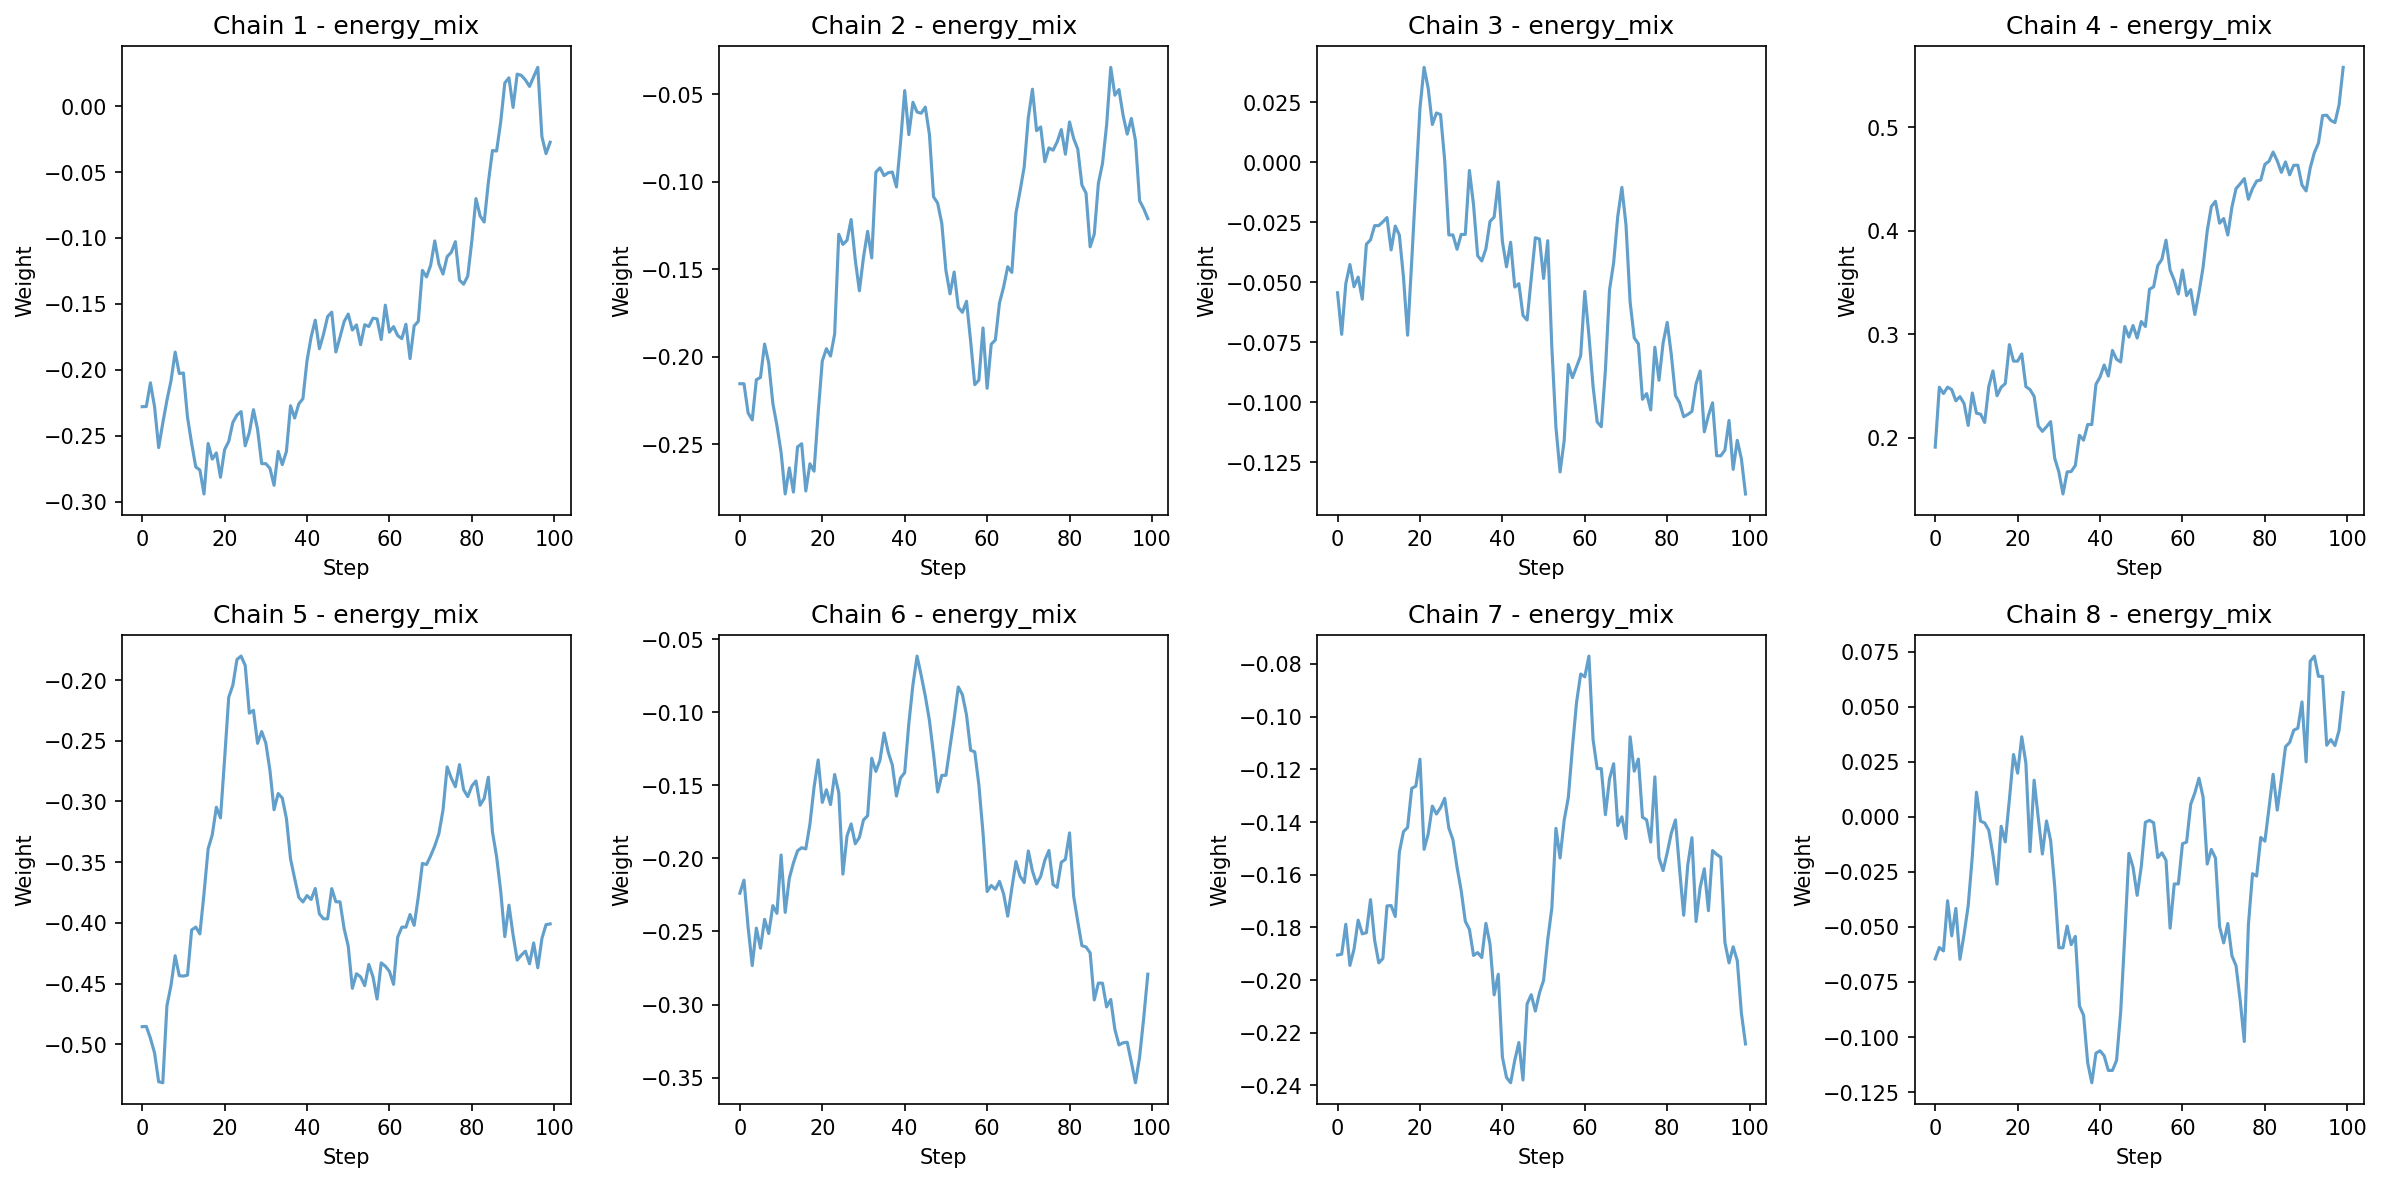 Chain 1 - energy_mix
Chain 2 - energy_mix
Chain 3 - energy_mix
Chain 4 - energy_mix
0.00
−0.05
−0.10
−0.15
−0.20
−0.25
−0.30
Weight
0 20 40 60 80 100
Step
−0.05
−0.10
−0.15
−0.20
−0.25
Weight
0 20 40 60 80 100
Step
0.025
0.000
−0.025
−0.050
−0.075
−0.100
−0.125
Weight
0 20 40 60 80 100
Step
0.5
0.4
0.3
0.2
Weight
0 20 40 60 80 100
Step
Chain 5 - energy_mix
Chain 6 - energy_mix
Chain 7 - energy_mix
Chain 8 - energy_mix
−0.20
−0.25
−0.30
−0.35
−0.40
−0.45
−0.50
Weight
0 20 40 60 80 100
Step
−0.05
−0.10
−0.15
−0.20
−0.25
−0.30
−0.35
Weight
0 20 40 60 80 100
Step
−0.08
−0.10
−0.12
−0.14
−0.16
−0.18
−0.20
−0.22
−0.24
Weight
0 20 40 60 80 100
Step
0.075
0.050
0.025
0.000
−0.025
−0.050
−0.075
−0.100
−0.125
Weight
0 20 40 60 80 100
Step